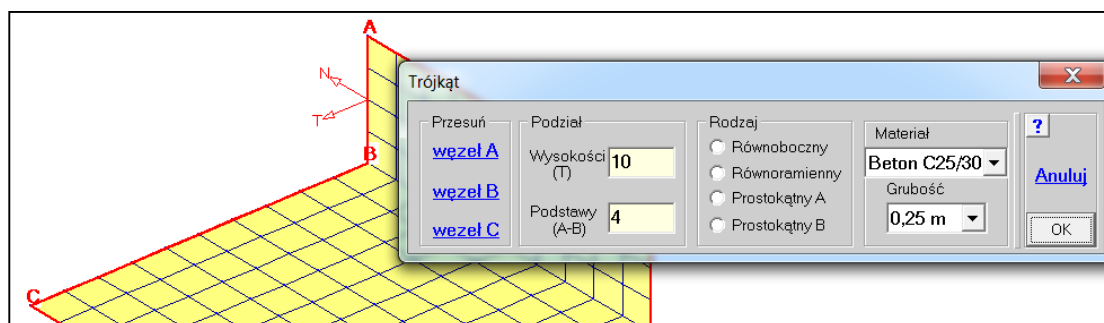 A
N
T
B
C
Trójkąt
Przesuń
węzeł A
węzeł B
węzeł C
Podział
Wysokości
(T)
10
Podstawy
(A-B)
4
Rodzaj
Równoboczny
Równoramienny
Prostokątny A
Prostokątny B
Materiał
Beton C25/30
Grubość
0,25 m
?
Anuluj
OK